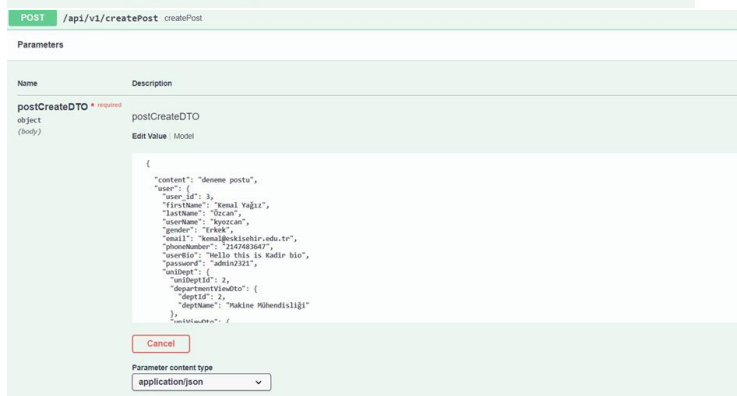 POST /api/v1/createPost createPost
Parameters
Name Description
postCreateDTO * required
object
(body)
postCreateDTO
Edit Value | Model
{
"content": "deneme postu",
"user": {
"user_id": 3,
"firstName": "Kemal Yağız",
"lastName": "Özcan",
"userName": "kyozcan",
"gender": "Erkek",
"email": "kemal@eskisehir.edu.tr",
"phoneNumber": "2147483647",
"userBio": "Hello this is Kadir bio",
"password": "admin2321",
"uniDept": {
"uniDeptId": 2,
"departmentViewDto": {
"deptId": 2,
"deptName": "Makine Mühendisliği"
},
"uniViewDto": {
Cancel
Parameter content type
application/json